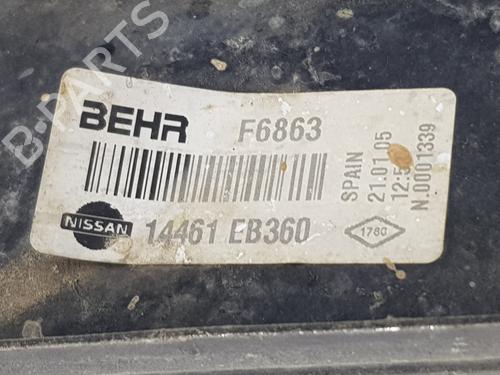 BEHR F6863
NISSAN 14461 EB360
SPAIN
21.01.05
N.0001339
1780
B-PARTS